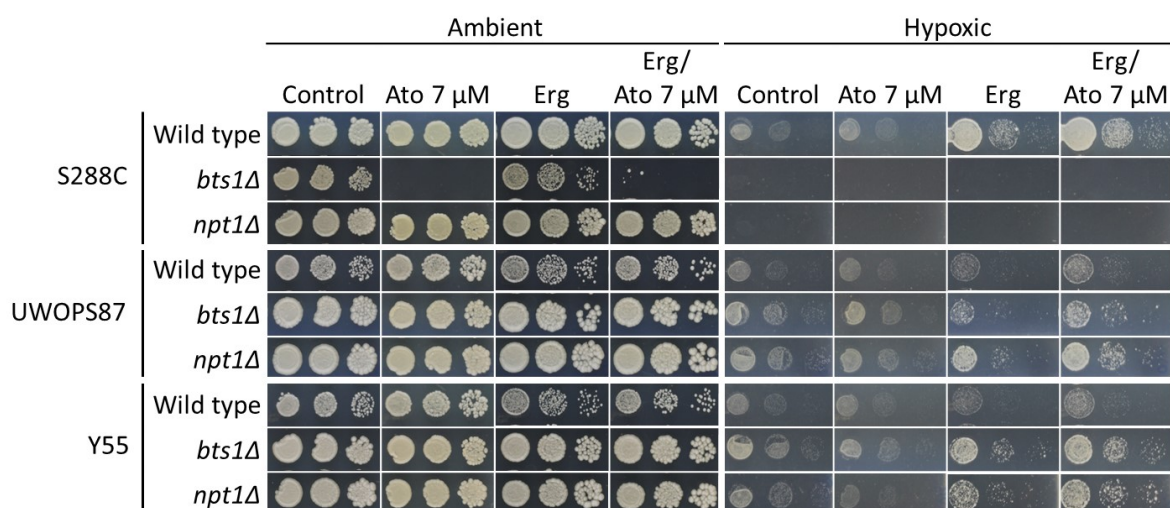 Ambient Hypoxic
Erg/ Erg/
Control Ato 7 µM Erg Ato 7 µM Control Ato 7 µM Erg Ato 7 µM
Wild type
S288C bts1Δ
npt1Δ
Wild type
UWOPS87 bts1Δ
npt1Δ
Wild type
Y55 bts1Δ
npt1Δ